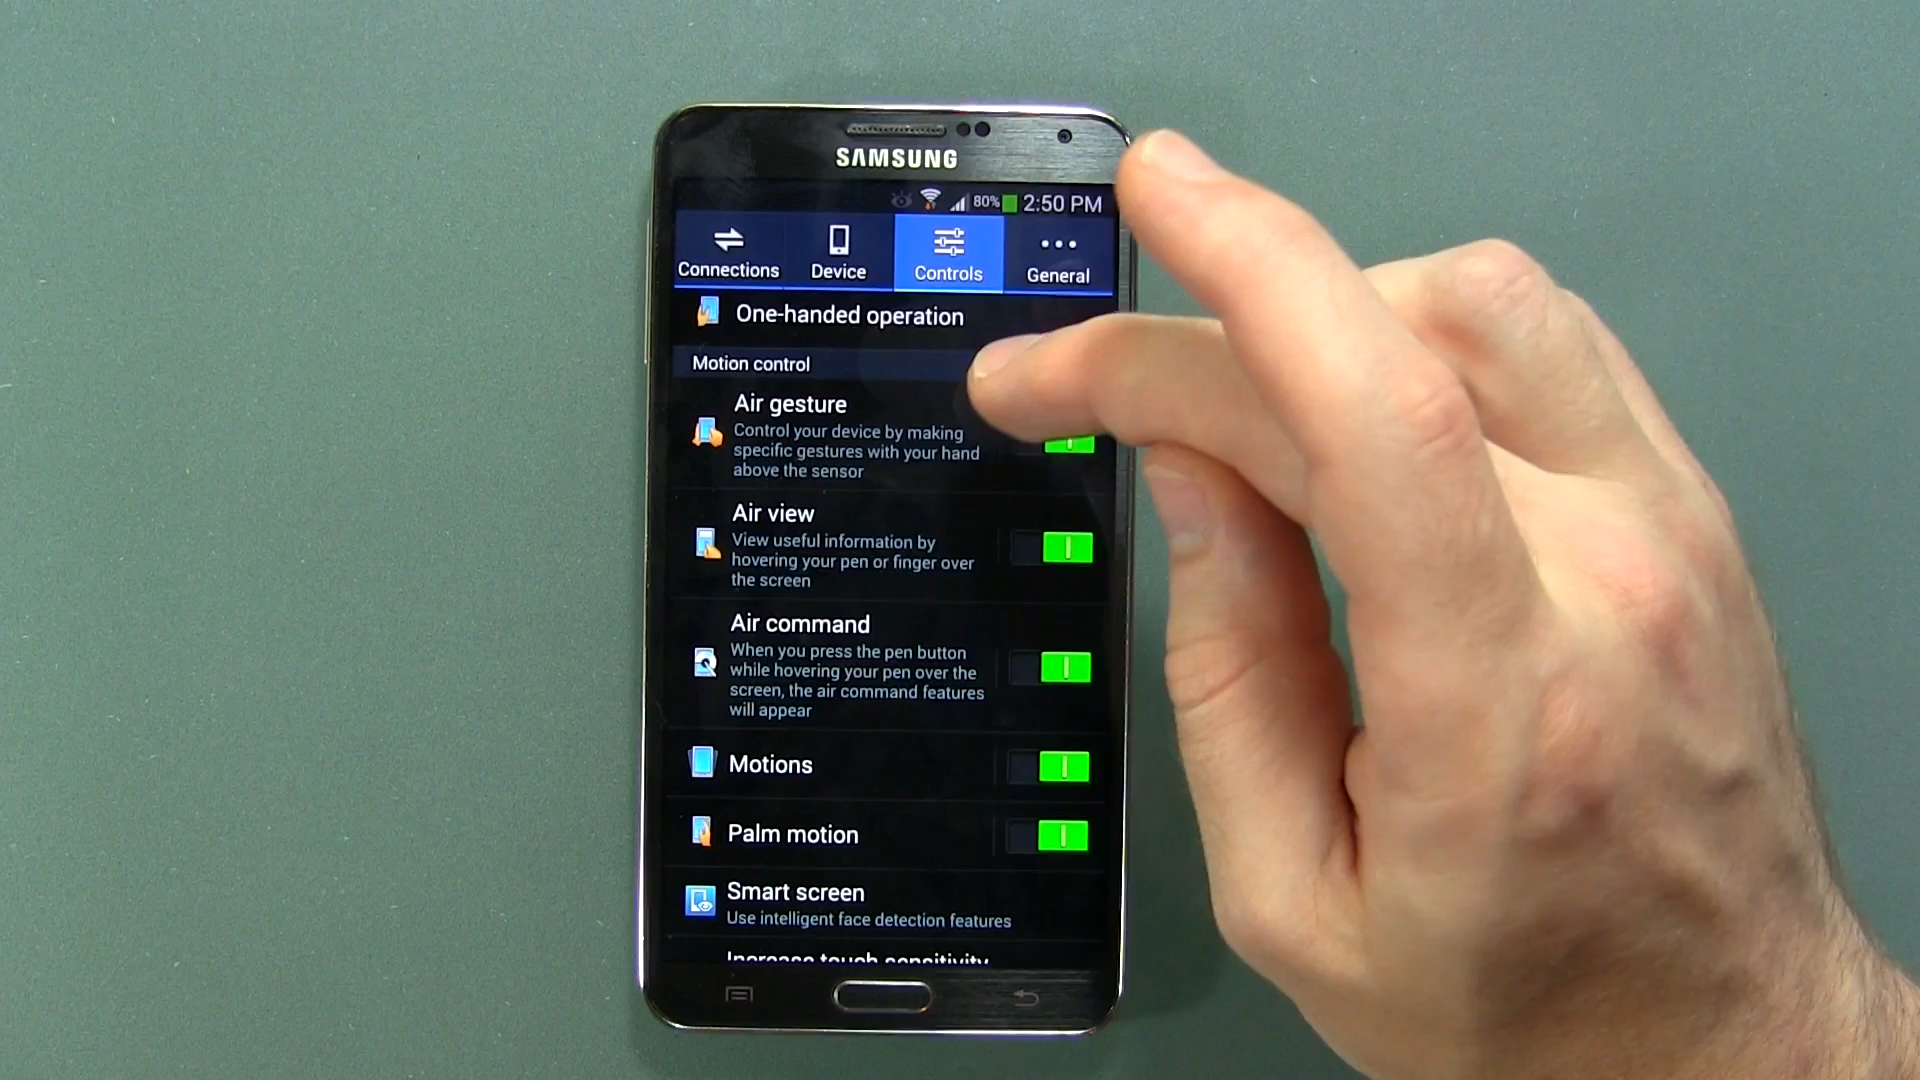 SAMSUNG
80% 2:50 PM
Connections Device Controls General
One-handed operation
Motion control
Air gesture
Control your device by making
specific gestures with your hand
above the sensor
Air view
View useful information by
hovering your pen or finger over
the screen
Air command
When you press the pen button
while hovering your pen over the
screen, the air command features
will appear
Motions
Palm motion
Smart screen
Use intelligent face detection features
Increase touch sensitivity